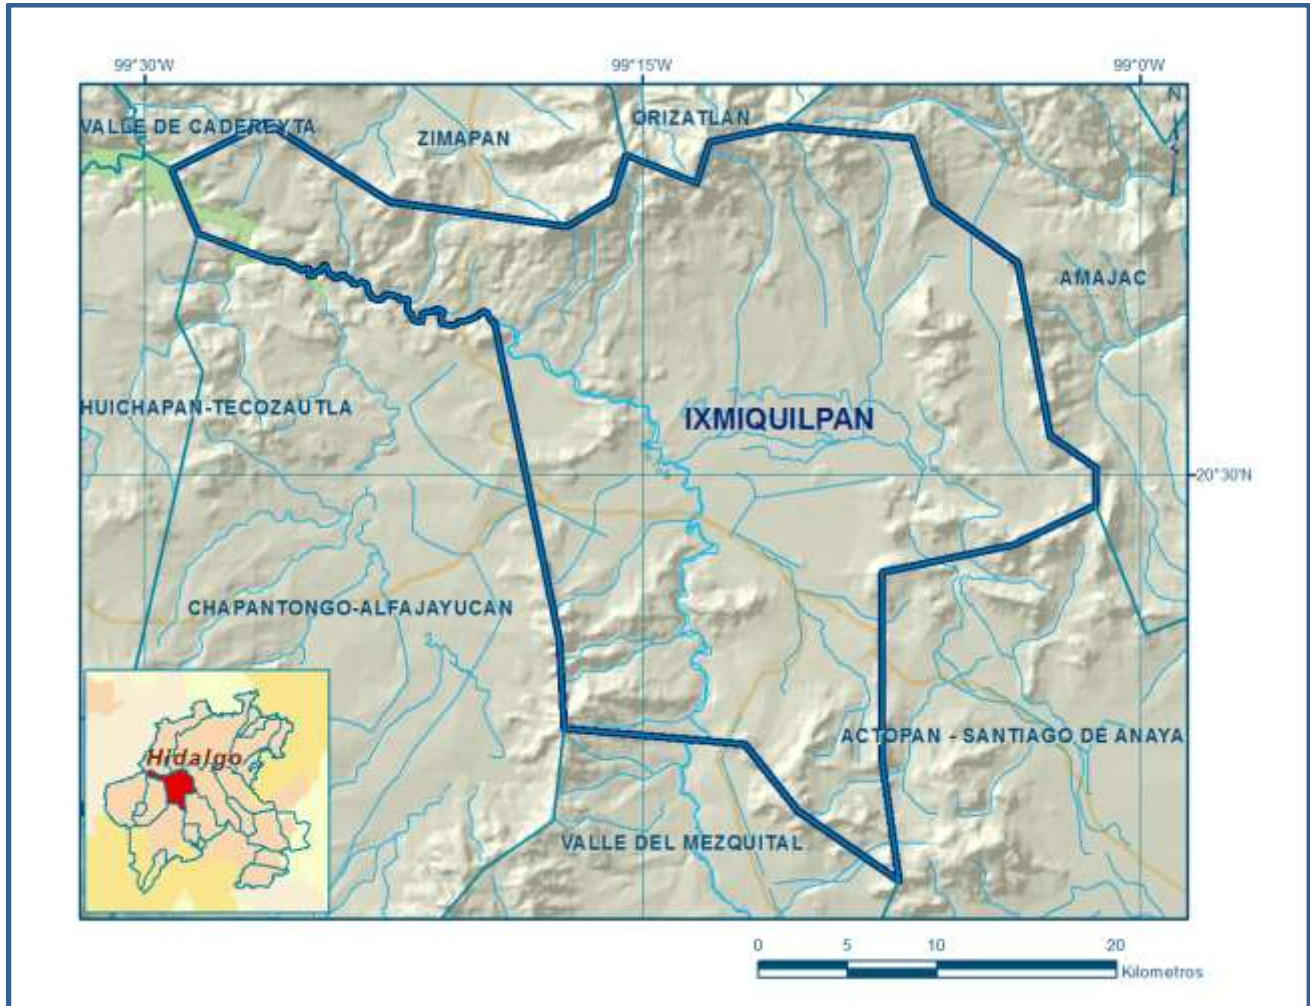 99°30'W 99°15'W 99°0'W
N
ORIZATLAN
VALLE DE CADEREYTA
ZIMAPAN
AMAJAC
HUICHAPAN-TECOZAUTLA
IXMIQUILPAN
20°30'N
CHAPANTONGO-ALFAJAYUCAN
ACTOPAN - SANTIAGO DE ANAYA
Hidalgo
VALLE DEL MEZQUITAL
0 5 10 20
Kilometros